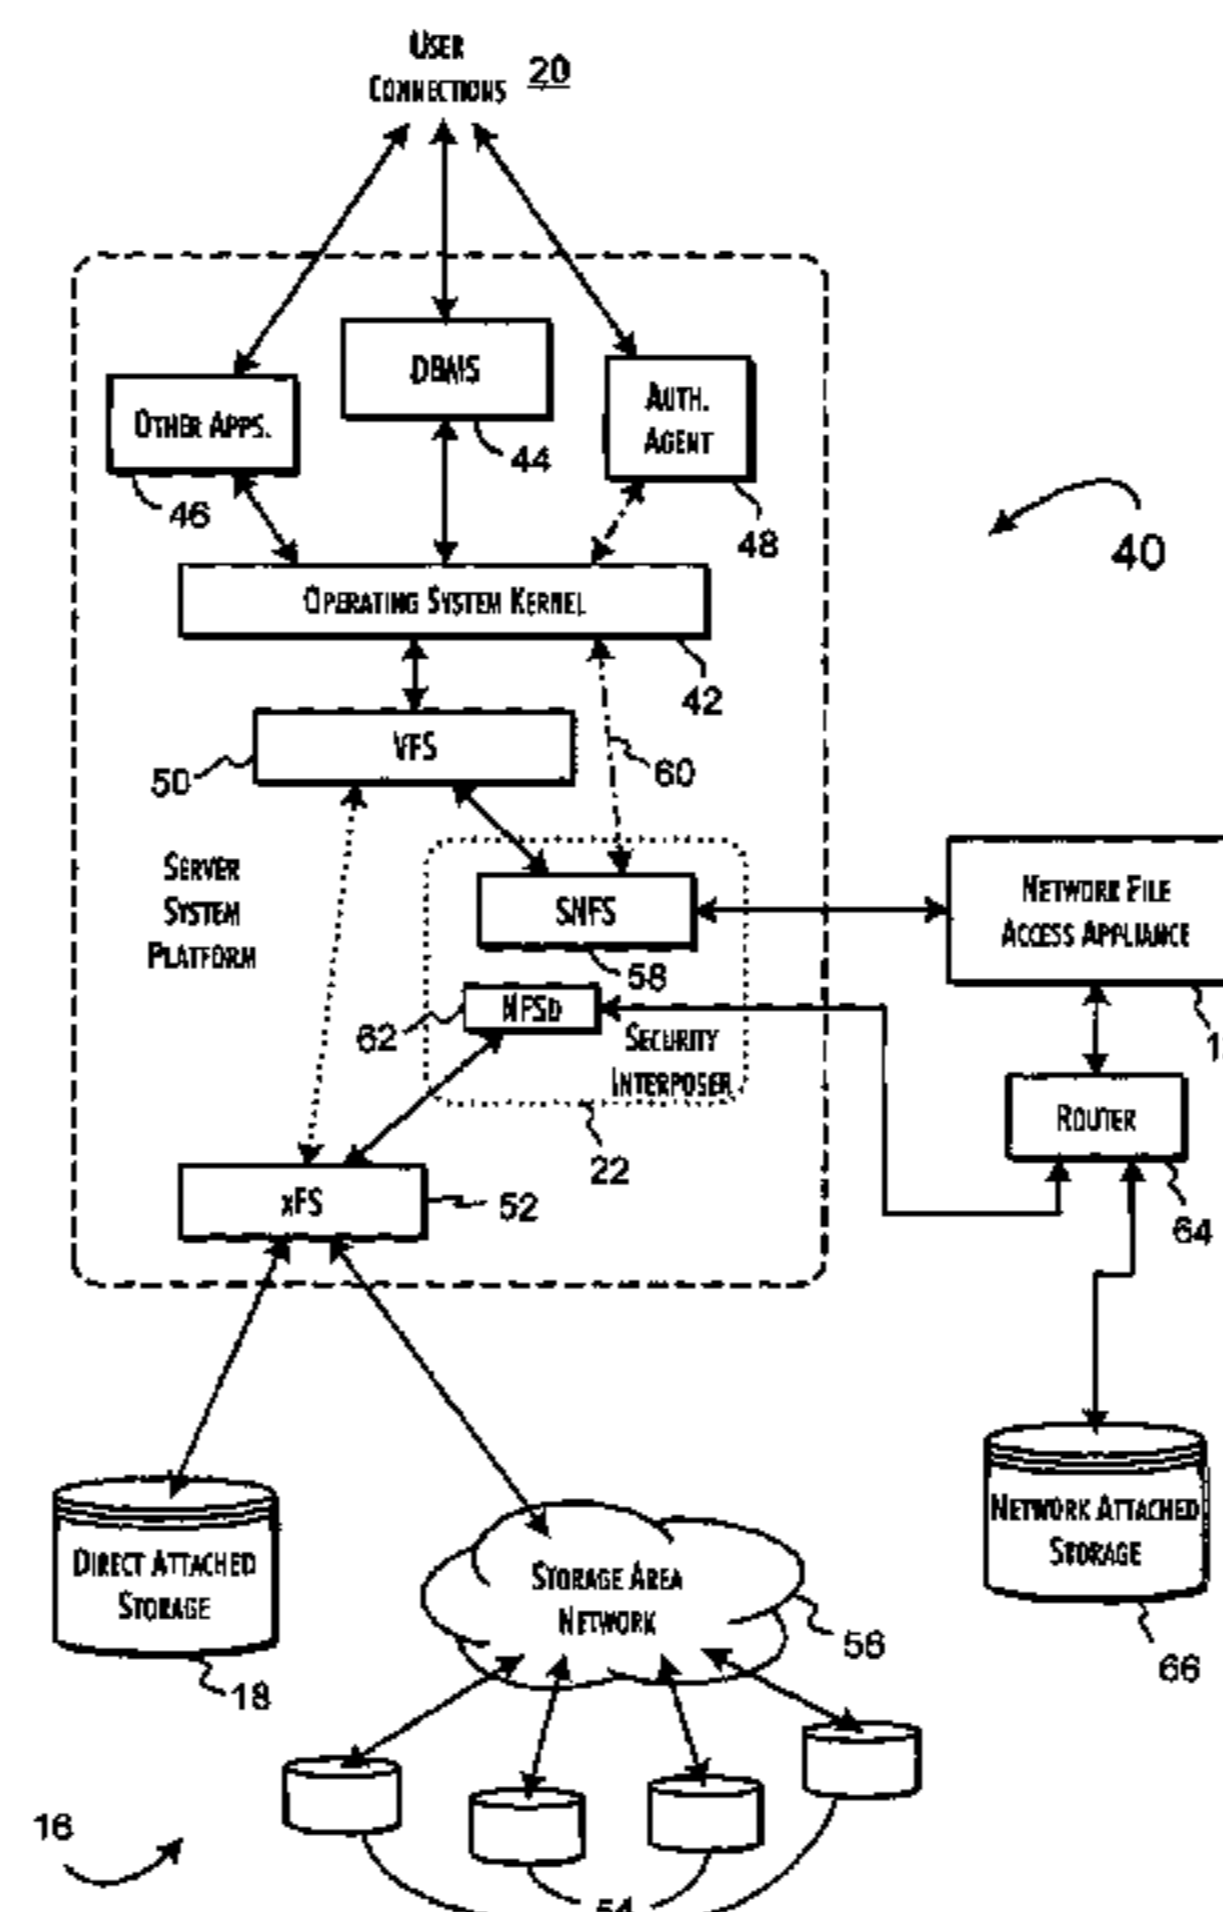 USER
CONNECTIONS 20
DBMS
OTHER APPS.
AUTH.
AGENT
44
46
48
40
OPERATING SYSTEM KERNEL
42
VFS
50
60
SERVER
SYSTEM
PLATFORM
SNFS
58
NETWORK FILE
ACCESS APPLIANCE
NFSD
62
SECURITY
INTERPOSER
ROUTER
22
64
xFS
52
DIRECT ATTACHED
STORAGE
18
STORAGE AREA
NETWORK
56
NETWORK ATTACHED
STORAGE
66
16
54